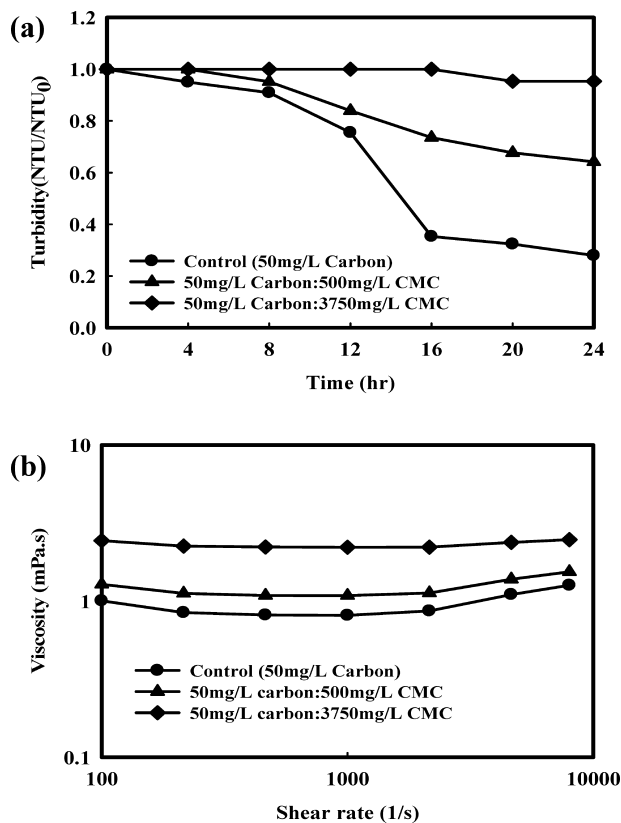 (a)
1.2
1.0
0.8
0.6
0.4
0.2
0.0
Turbidity(NTU/NTU0)
Control (50mg/L Carbon)
50mg/L Carbon:500mg/L CMC
50mg/L Carbon:3750mg/L CMC
0 4 8 12 16 20 24
Time (hr)
(b)
10
1
0.1
Viscosity (mPa.s)
Control (50mg/L Carbon)
50mg/L carbon:500mg/L CMC
50mg/L carbon:3750mg/L CMC
100 1000 10000
Shear rate (1/s)